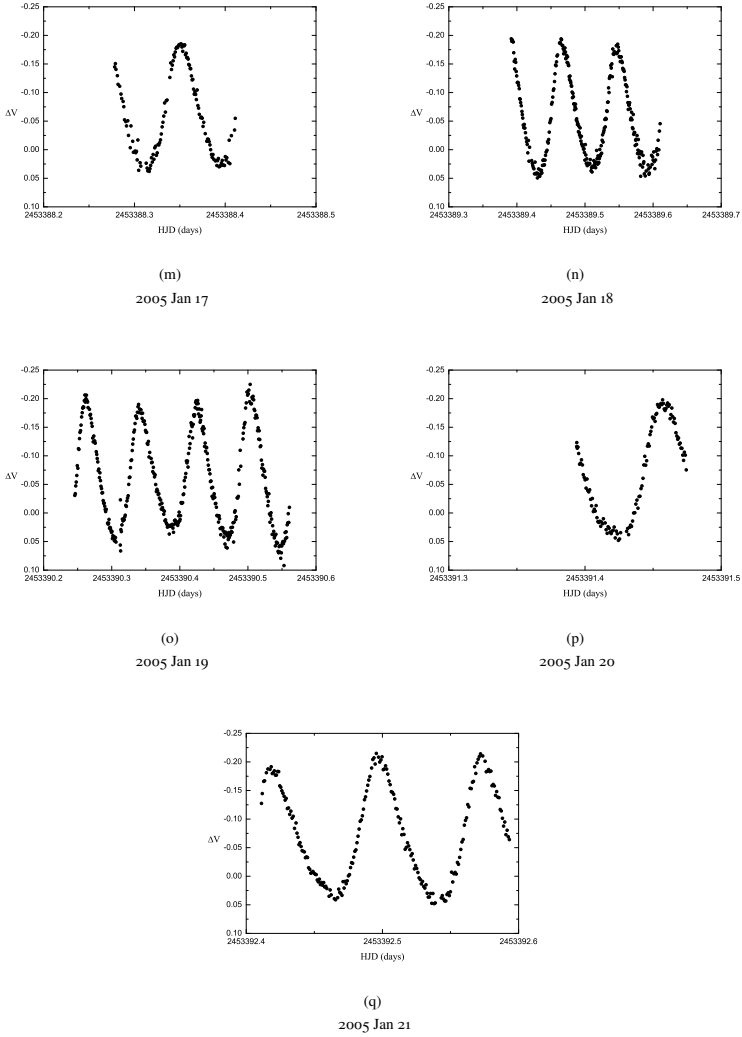 -0.25
-0.20
-0.15
-0.10
-0.05
0.00
0.05
0.10
ΔV
2453388.2 2453388.3 2453388.4 2453388.5
HJD (days)
(m)
2005 Jan 17
-0.25
-0.20
-0.15
-0.10
-0.05
0.00
0.05
0.10
ΔV
2453389.3 2453389.4 2453389.5 2453389.6 2453389.7
HJD (days)
(n)
2005 Jan 18
-0.25
-0.20
-0.15
-0.10
-0.05
0.00
0.05
0.10
ΔV
2453390.2 2453390.3 2453390.4 2453390.5 2453390.6
HJD (days)
(o)
2005 Jan 19
-0.25
-0.20
-0.15
-0.10
-0.05
0.00
0.05
0.10
ΔV
2453391.3 2453391.4 2453391.5
HJD (days)
(p)
2005 Jan 20
-0.25
-0.20
-0.15
-0.10
-0.05
0.00
0.05
0.10
ΔV
2453392.4 2453392.5 2453392.6
HJD (days)
(q)
2005 Jan 21